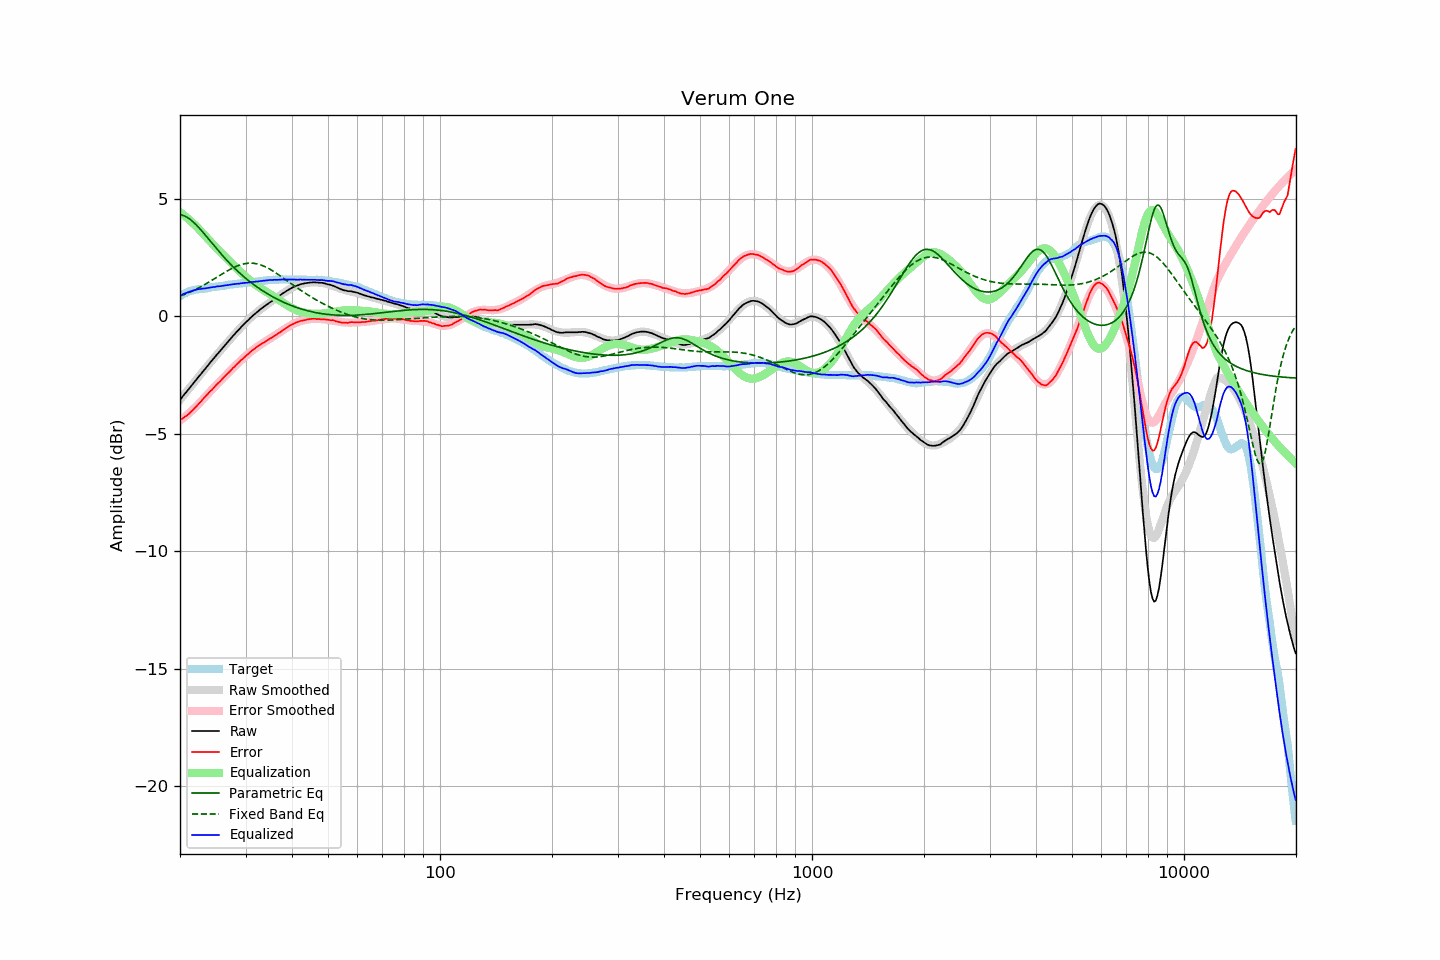 Verum One
5
0
−5
−10
−15
−20
Amplitude (dBr)
Target
Raw Smoothed
Error Smoothed
Raw
Error
Equalization
Parametric Eq
Fixed Band Eq
Equalized
100 1000 10000
Frequency (Hz)